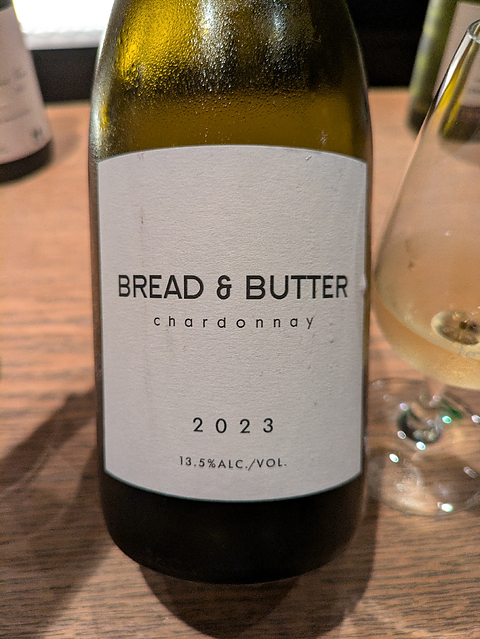 BREAD & BUTTER
chardonnay
2023
13.5%ALC./VOL.